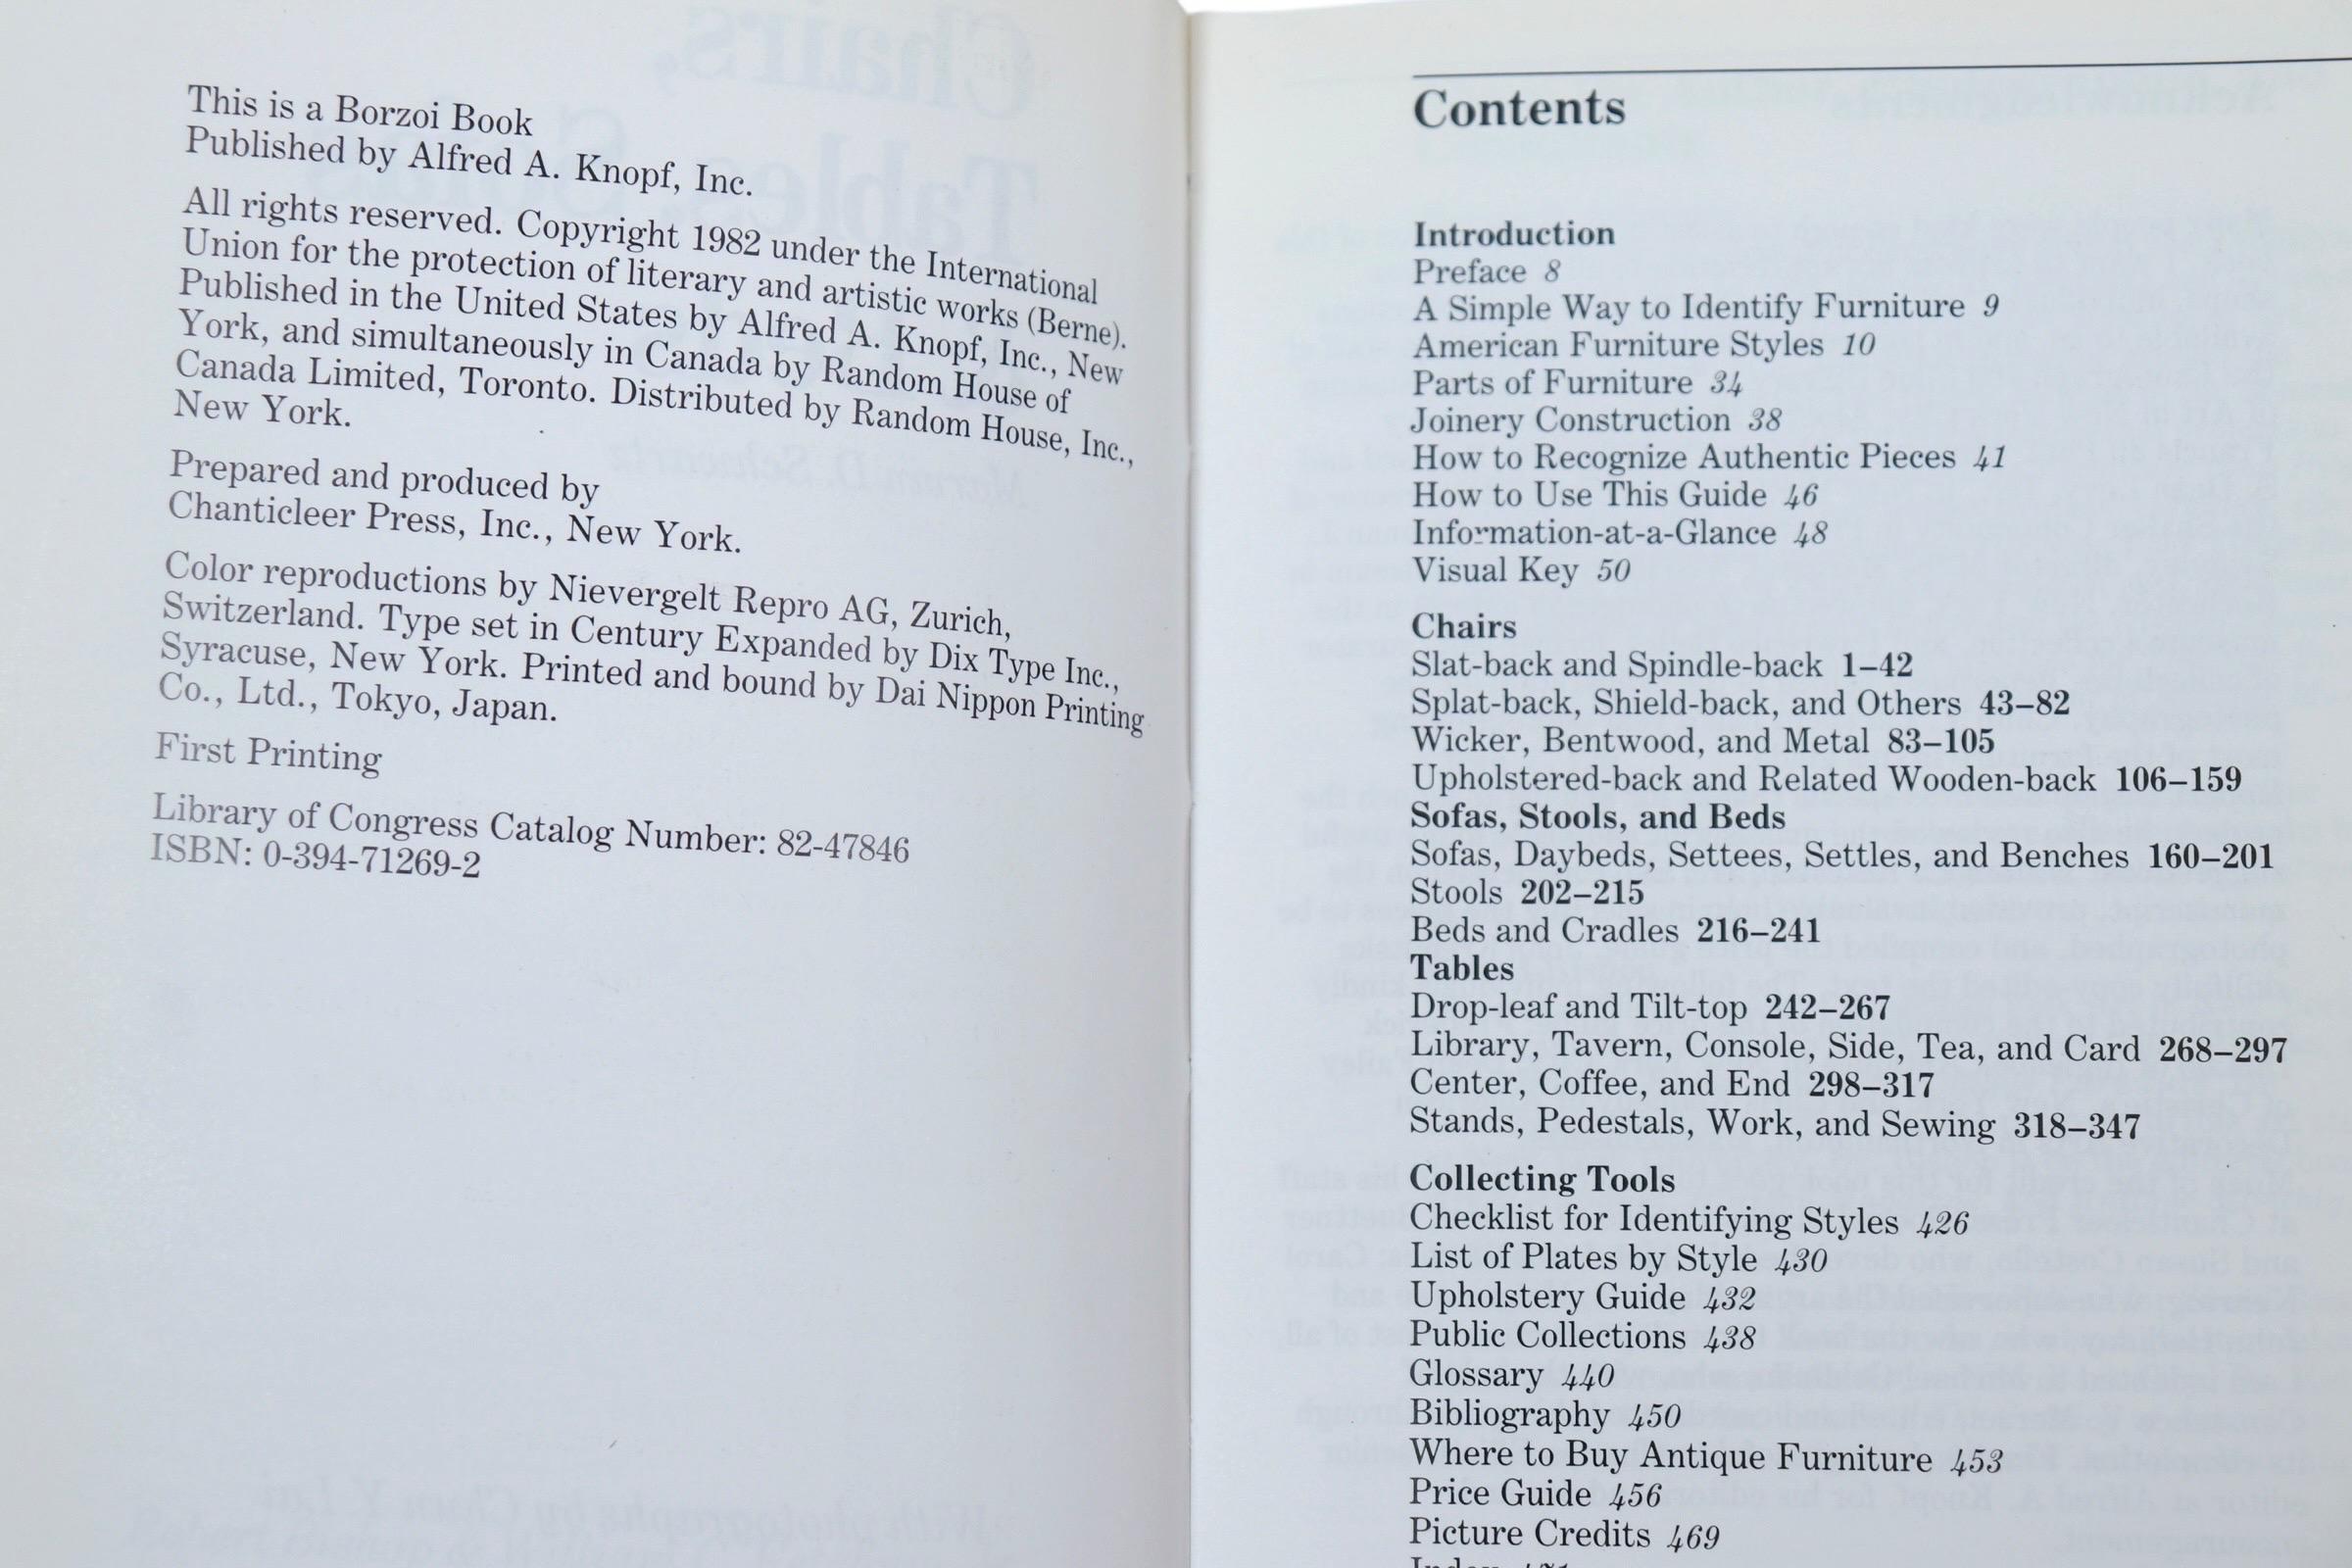 This is a Borzoi Book
Published by Alfred A. Knopf, Inc.
All rights reserved. Copyright 1982 under the International
Union for the protection of literary and artistic works (Berne).
Published in the United States by Alfred A. Knopf, Inc., New
York, and simultaneously in Canada by Random House of
Canada Limited, Toronto. Distributed by Random House, Inc.,
New York.
Prepared and produced by
Chanticleer Press, Inc., New York.
Color reproductions by Nievergelt Repro AG, Zurich,
Switzerland. Type set in Century Expanded by Dix Type Inc.,
Syracuse, New York. Printed and bound by Dai Nippon Printing
Co., Ltd., Tokyo, Japan.
First Printing
Library of Congress Catalog Number: 82-47846
ISBN: 0-394-71269-2
Contents
Introduction
Preface 8
A Simple Way to Identify Furniture 9
American Furniture Styles 10
Parts of Furniture 34
Joinery Construction 38
How to Recognize Authentic Pieces 41
How to Use This Guide 46
Information-at-a-Glance 48
Visual Key 50
Chairs
Slat-back and Spindle-back 1–42
Splat-back, Shield-back, and Others 43–82
Wicker, Bentwood, and Metal 83–105
Upholstered-back and Related Wooden-back 106–159
Sofas, Stools, and Beds
Sofas, Daybeds, Settees, Settles, and Benches 160–201
Stools 202–215
Beds and Cradles 216–241
Tables
Drop-leaf and Tilt-top 242–267
Library, Tavern, Console, Side, Tea, and Card 268–297
Center, Coffee, and End 298–317
Stands, Pedestals, Work, and Sewing 318–347
Collecting Tools
Checklist for Identifying Styles 426
List of Plates by Style 430
Upholstery Guide 432
Public Collections 438
Glossary 440
Bibliography 450
Where to Buy Antique Furniture 453
Price Guide 456
Picture Credits 469